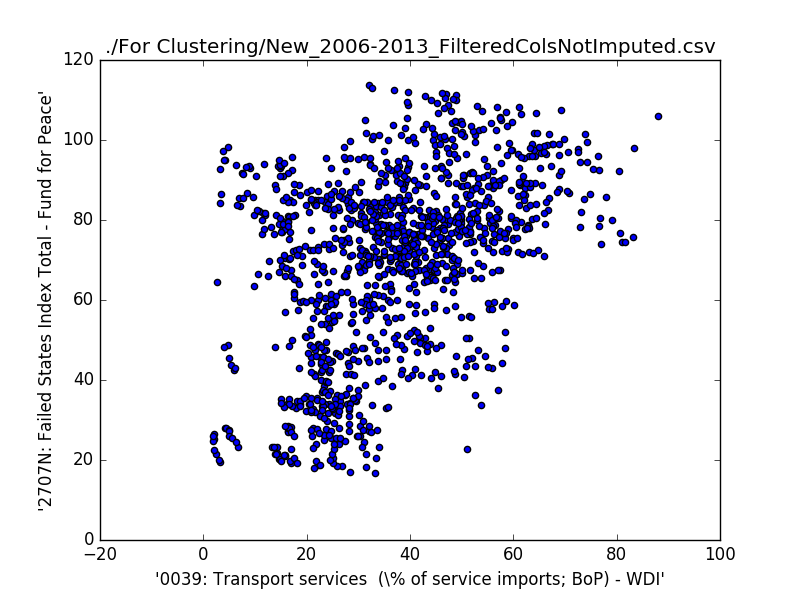 ./For Clustering/New_2006-2013_FilteredColsNotImputed.csv
120
100
80
60
40
20
0
'2707N: Failed States Index Total - Fund for Peace'
−20 0 20 40 60 80 100
'0039: Transport services  (\% of service imports; BoP) - WDI'